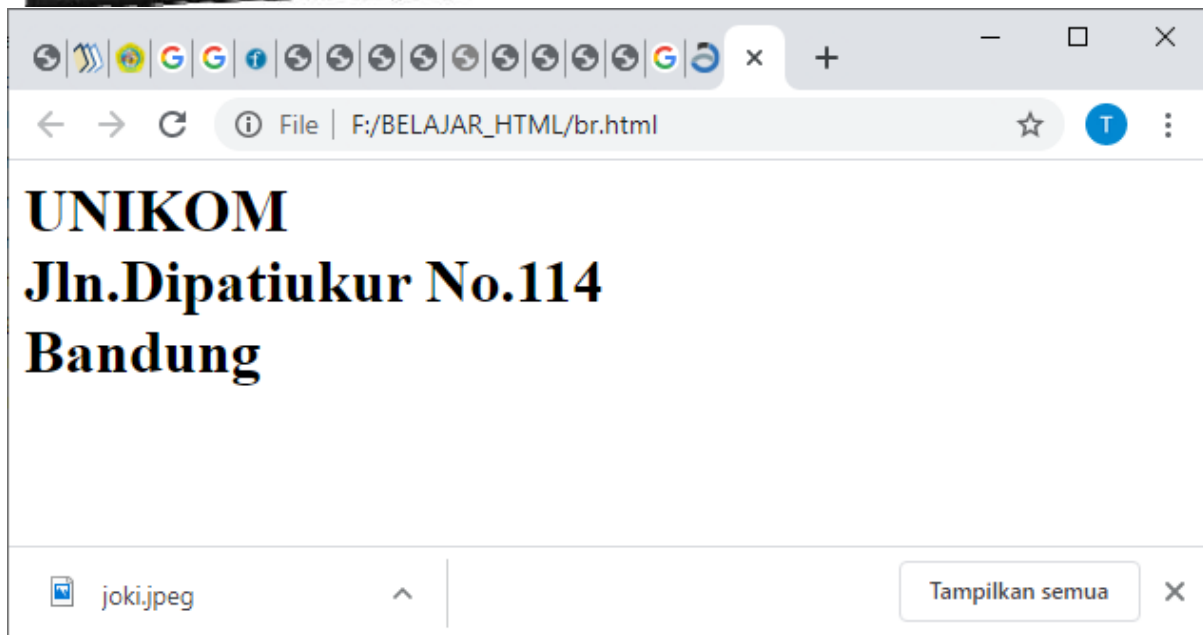 File | F:/BELAJAR_HTML/br.html
T
UNIKOM
Jln.Dipatiukur No.114
Bandung
joki.jpeg
Tampilkan semua